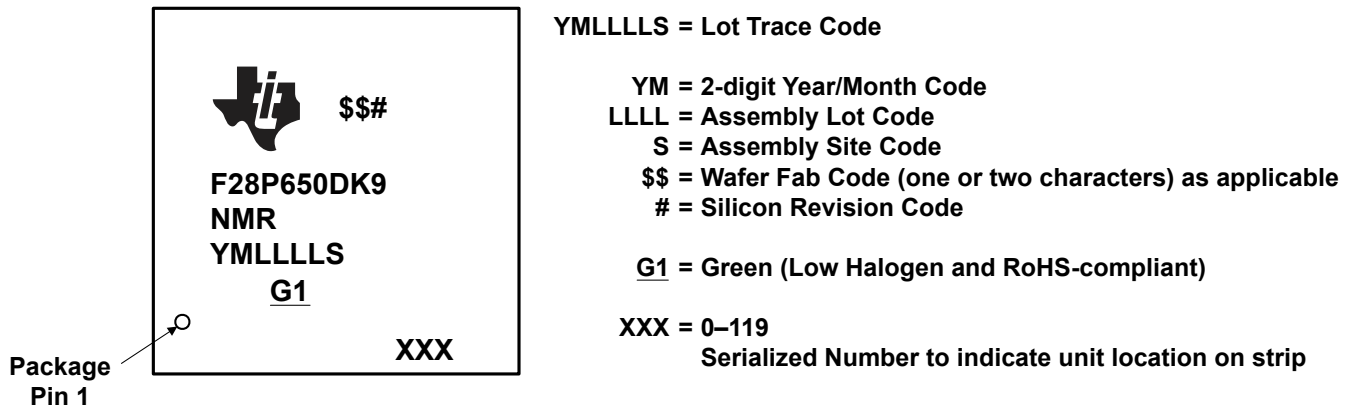 $$#
F28P650DK9
NMR
YMLLLLS
G1
XXX
Package
Pin 1
YMLLLLS = Lot Trace Code
YM = 2-digit Year/Month Code
LLLL = Assembly Lot Code
S = Assembly Site Code
$$ = Wafer Fab Code (one or two characters) as applicable
# = Silicon Revision Code
G1 = Green (Low Halogen and RoHS-compliant)
XXX = 0–119
Serialized Number to indicate unit location on strip